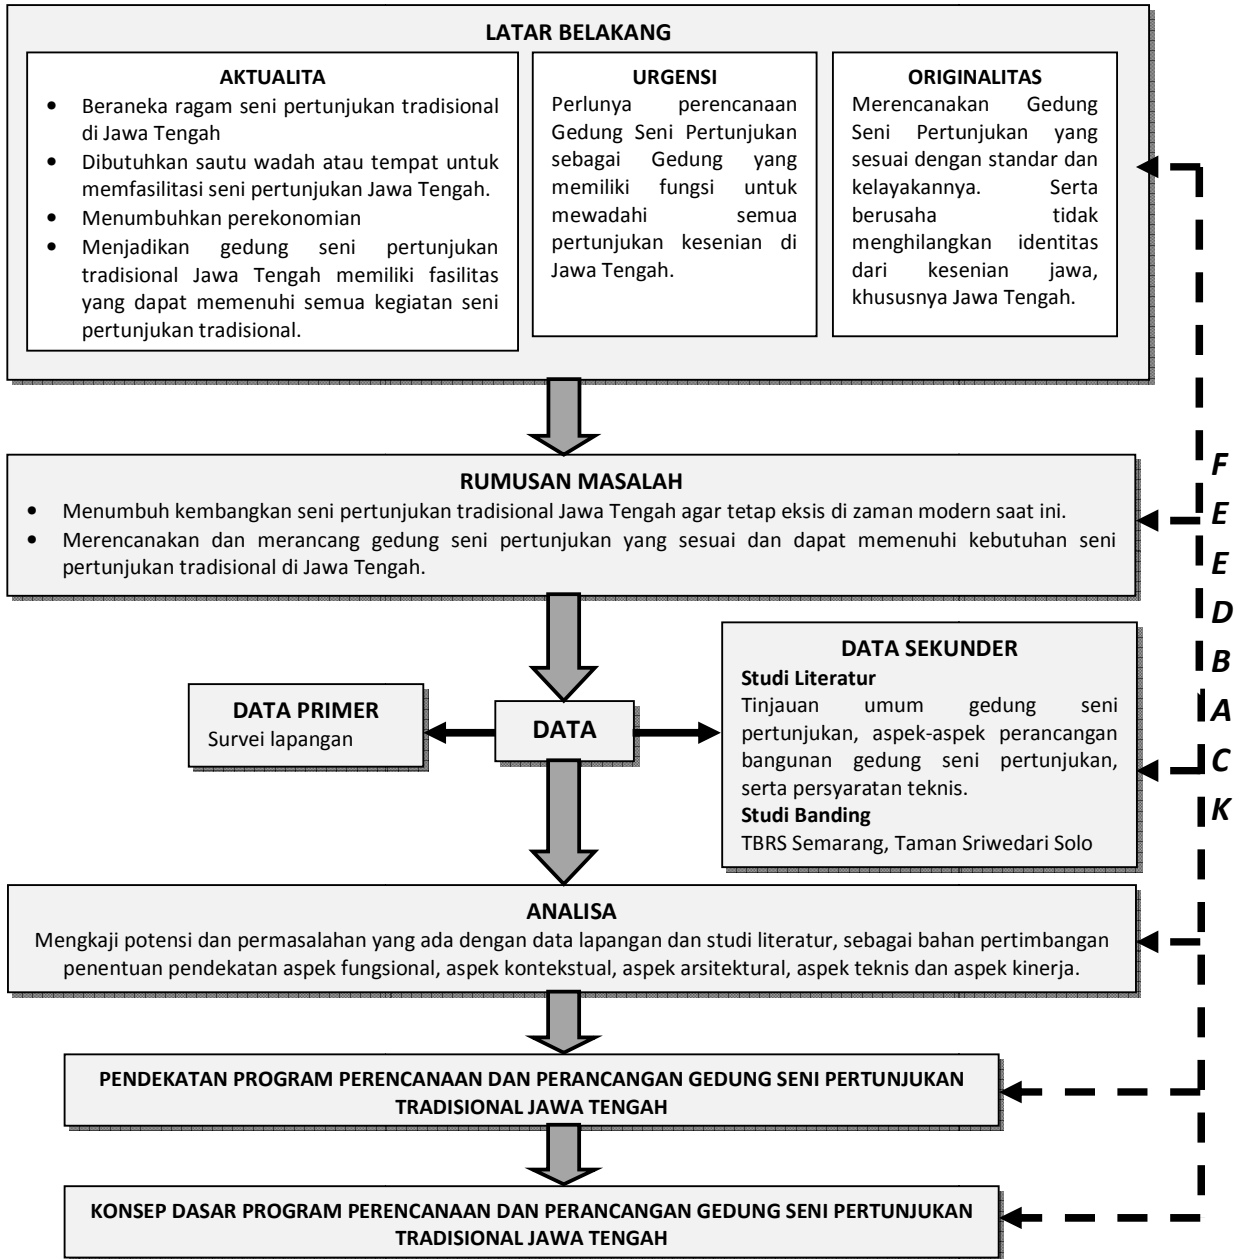 LATAR BELAKANG
AKTUALITA
• Beraneka ragam seni pertunjukan tradisional
di Jawa Tengah
• Dibutuhkan sautu wadah atau tempat untuk
memfasilitasi seni pertunjukan Jawa Tengah.
• Menumbuhkan perekonomian
• Menjadikan gedung seni pertunjukan
tradisional Jawa Tengah memiliki fasilitas
yang dapat memenuhi semua kegiatan seni
pertunjukan tradisional.
URGENSI
Perlunya perencanaan
Gedung Seni Pertunjukan
sebagai Gedung yang
memiliki fungsi untuk
mewadahi semua
pertunjukan kesenian di
Jawa Tengah.
ORIGINALITAS
Merencanakan Gedung
Seni Pertunjukan yang
sesuai dengan standar dan
kelayakannya. Serta
berusaha tidak
menghilangkan identitas
dari kesenian jawa,
khususnya Jawa Tengah.
RUMUSAN MASALAH
• Menumbuh kembangkan seni pertunjukan tradisional Jawa Tengah agar tetap eksis di zaman modern saat ini.
• Merencanakan dan merancang gedung seni pertunjukan yang sesuai dan dapat memenuhi kebutuhan seni
pertunjukan tradisional di Jawa Tengah.
DATA PRIMER
Survei lapangan
DATA
DATA SEKUNDER
Studi Literatur
Tinjauan umum gedung seni
pertunjukan, aspek-aspek perancangan
bangunan gedung seni pertunjukan,
serta persyaratan teknis.
Studi Banding
TBRS Semarang, Taman Sriwedari Solo
ANALISA
Mengkaji potensi dan permasalahan yang ada dengan data lapangan dan studi literatur, sebagai bahan pertimbangan
penentuan pendekatan aspek fungsional, aspek kontekstual, aspek arsitektural, aspek teknis dan aspek kinerja.
PENDEKATAN PROGRAM PERENCANAAN DAN PERANCANGAN GEDUNG SENI PERTUNJUKAN
TRADISIONAL JAWA TENGAH
KONSEP DASAR PROGRAM PERENCANAAN DAN PERANCANGAN GEDUNG SENI PERTUNJUKAN
TRADISIONAL JAWA TENGAH
F
E
E
D
B
A
C
K